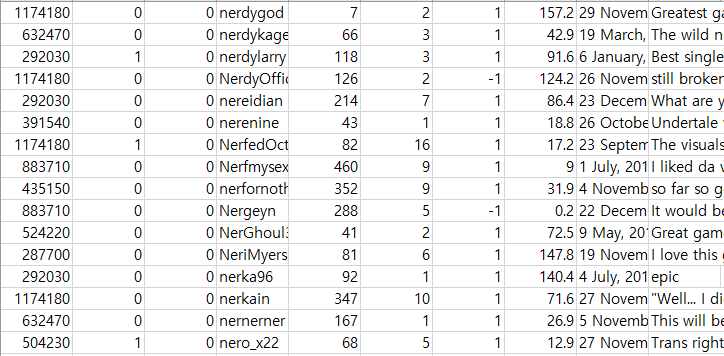 1174180 0 0 nerdygod 7 2 1 157.2 29 Novem Greatest ga
632470 0 0 nerdykage 66 3 1 42.9 19 March, The wild n
292030 1 0 nerdylarry 118 3 1 91.6 6 January, Best single
1174180 0 0 NerdyOffic 126 2 -1 124.2 26 Novem still broken
292030 0 0 nereidian 214 7 1 86.4 23 Decem What are y
391540 0 0 nerenine 43 1 1 18.8 26 Octobe Undertale
1174180 1 0 NerfedOct 82 16 1 17.2 23 Septem The visuals
883710 0 0 Nerfmysex 460 9 1 9 1 July, 201 I liked da v
435150 0 0 nerfornoth 352 9 1 31.9 4 Novemb so far so g
883710 0 0 Nergeyn 288 5 -1 0.2 22 Decem It would be
524220 0 0 NerGhoul3 41 2 1 72.5 9 May, 201 Great gam
287700 0 0 NeriMyers 81 6 1 147.8 19 Novem I love this g
292030 0 0 nerka96 92 1 1 140.4 4 July, 201 epic
1174180 0 0 nerkain 347 10 1 71.6 27 Novem "Well... I di
632470 0 0 nernerner 167 1 1 26.9 5 Novemb This will be
504230 1 0 nero_x22 68 5 1 12.9 27 Novem Trans right